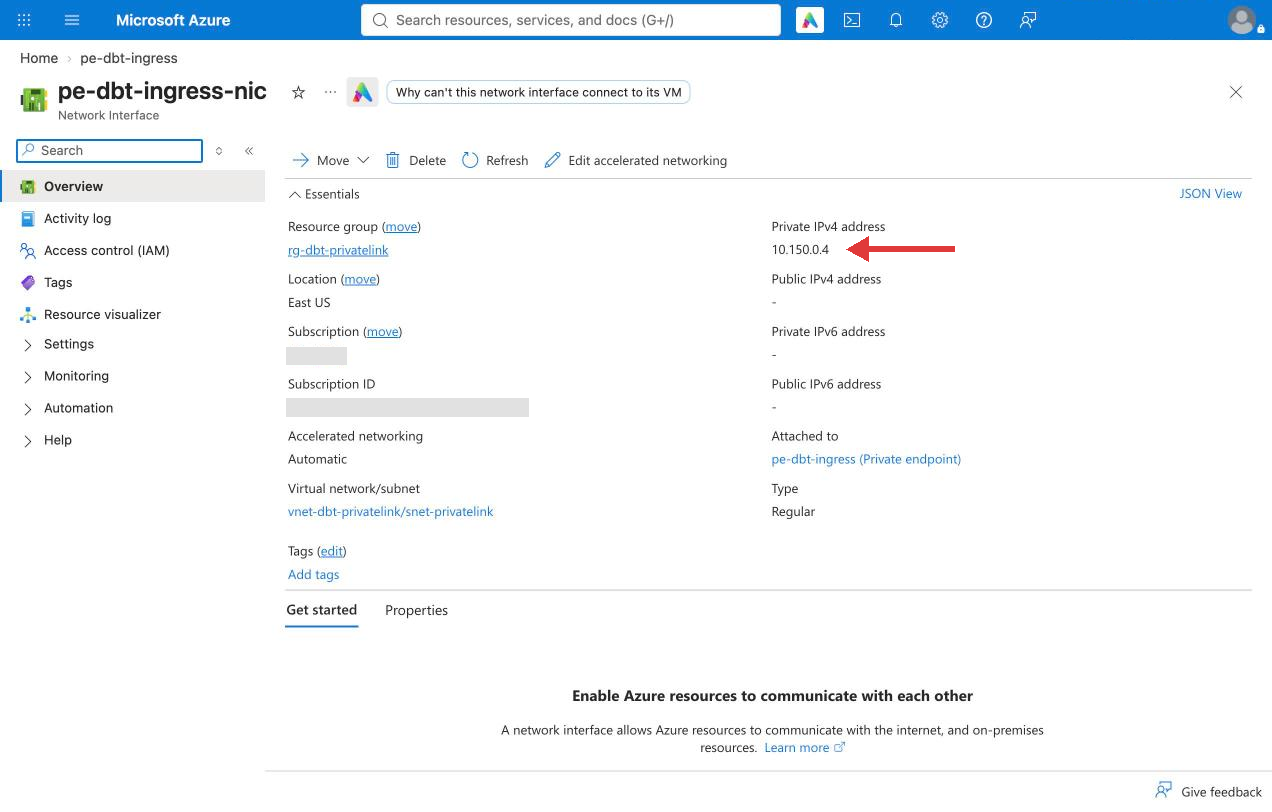 Microsoft Azure
Search resources, services, and docs (G+/)
Home › pe-dbt-ingress
pe-dbt-ingress-nic
Why can't this network interface connect to its VM
Network Interface
Search
Move
Delete
Refresh
Edit accelerated networking
Overview
Activity log
Access control (IAM)
Tags
Resource visualizer
Settings
Monitoring
Automation
Help
Essentials
JSON View
Resource group (move)
rg-dbt-privatelink
Location (move)
East US
Subscription (move)
Subscription ID
Accelerated networking
Automatic
Virtual network/subnet
vnet-dbt-privatelink/snet-privatelink
Private IPv4 address
10.150.0.4
Public IPv4 address
-
Private IPv6 address
-
Public IPv6 address
-
Attached to
pe-dbt-ingress (Private endpoint)
Type
Regular
Tags (edit)
Add tags
Get started
Properties
Enable Azure resources to communicate with each other
A network interface allows Azure resources to communicate with the internet, and on-premises
resources. Learn more
Give feedback